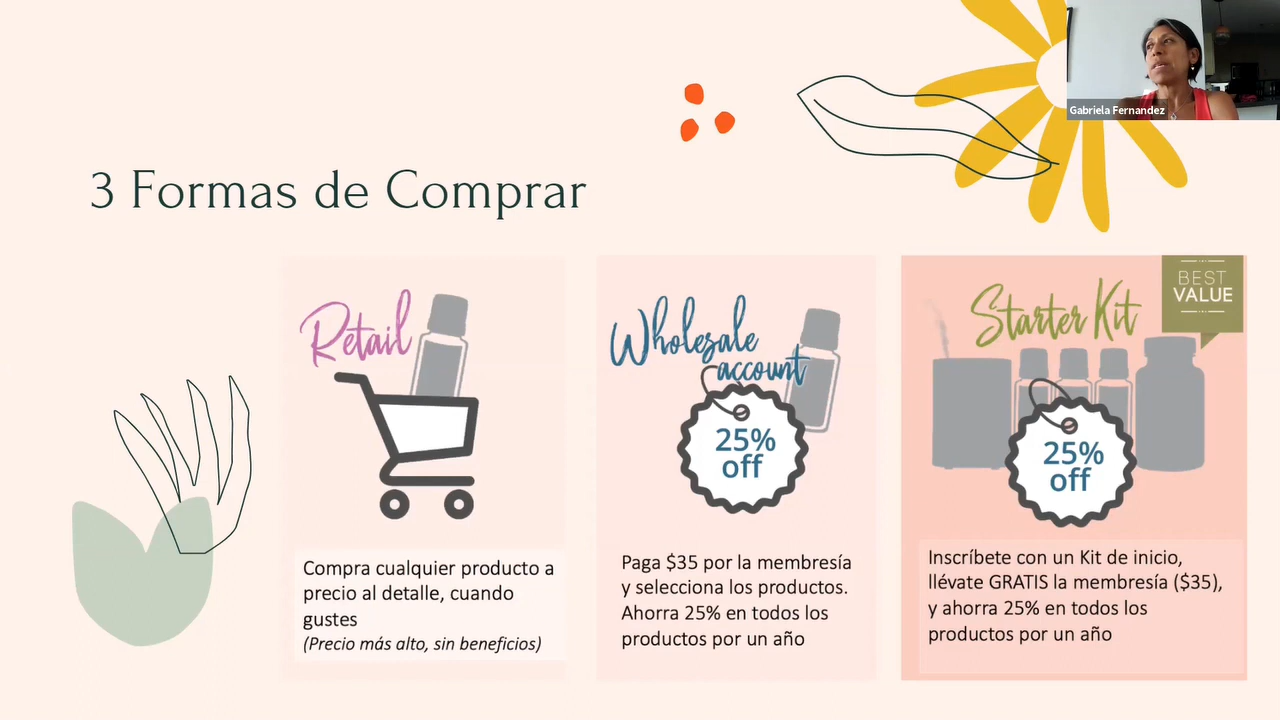 Gabriela Fernandez
3 Formas de Comprar
Retail
Compra cualquier producto a
precio al detalle, cuando
gustes
(Precio más alto, sin beneficios)
Wholesale
account
25%
off
Paga $35 por la membresía
y selecciona los productos.
Ahorra 25% en todos los
productos por un año
BEST
VALUE
Starter Kit
25%
off
Inscríbete con un Kit de inicio,
llévate GRATIS la membresía ($35),
y ahorra 25% en todos los
productos por un año